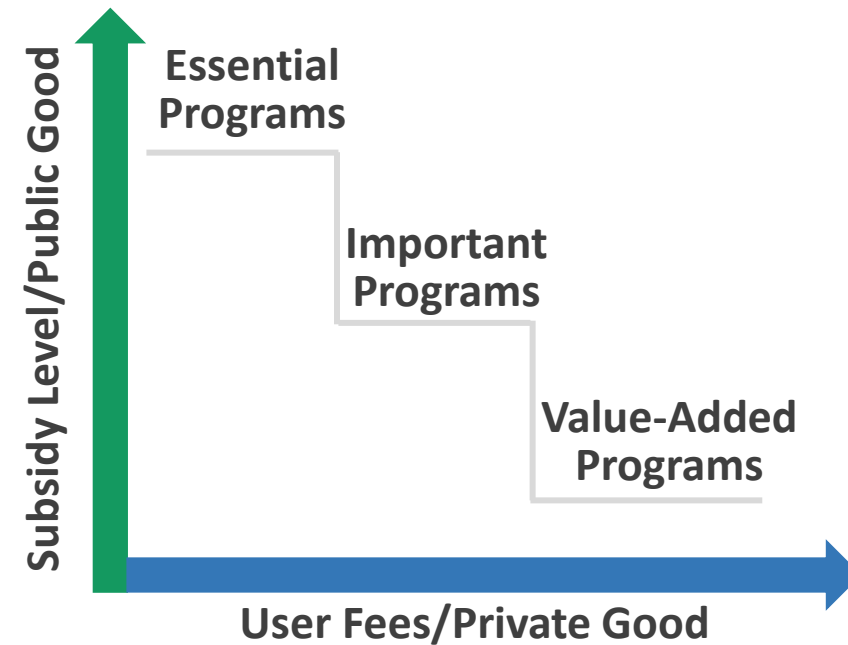 Subsidy Level/Public Good
Essential
Programs
Important
Programs
Value-Added
Programs
User Fees/Private Good